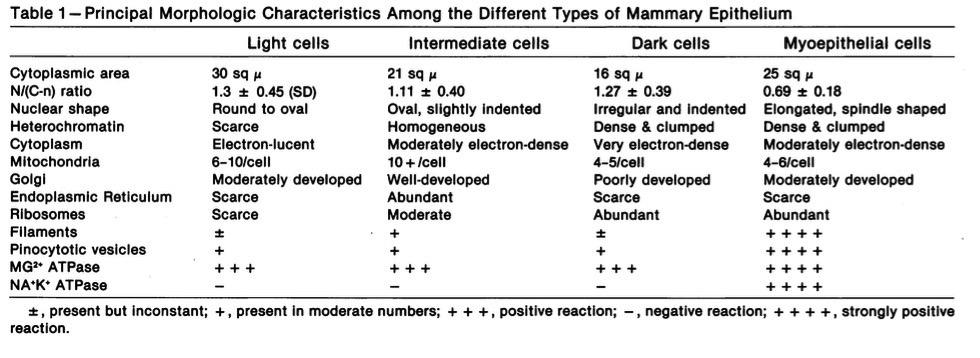 Table 1—Principal Morphologic Characteristics Among the Different Types of Mammary Epithelium
Light cells Intermediate cells Dark cells Myoepithelial cells
Cytoplasmic area 30 sq μ 21 sq μ 16 sq μ 25 sq μ
N/(C-n) ratio 1.3 ± 0.45 (SD) 1.11 ± 0.40 1.27 ± 0.39 0.69 ± 0.18
Nuclear shape Round to oval Oval, slightly indented Irregular and indented Elongated, spindle shaped
Heterochromatin Scarce Homogeneous Dense & clumped Dense & clumped
Cytoplasm Electron-lucent Moderately electron-dense Very electron-dense Moderately electron-dense
Mitochondria 6–10/cell 10+/cell 4–5/cell 4–6/cell
Golgi Moderately developed Well-developed Poorly developed Moderately developed
Endoplasmic Reticulum Scarce Abundant Scarce Scarce
Ribosomes Scarce Moderate Abundant Abundant
Filaments ± + ± ++++
Pinocytotic vesicles + + + ++++
MG²⁺ ATPase +++ +++ +++ ++++
NA⁺K⁺ ATPase − − − ++++
±, present but inconstant; +, present in moderate numbers; +++, positive reaction; −, negative reaction; ++++, strongly positive
reaction.